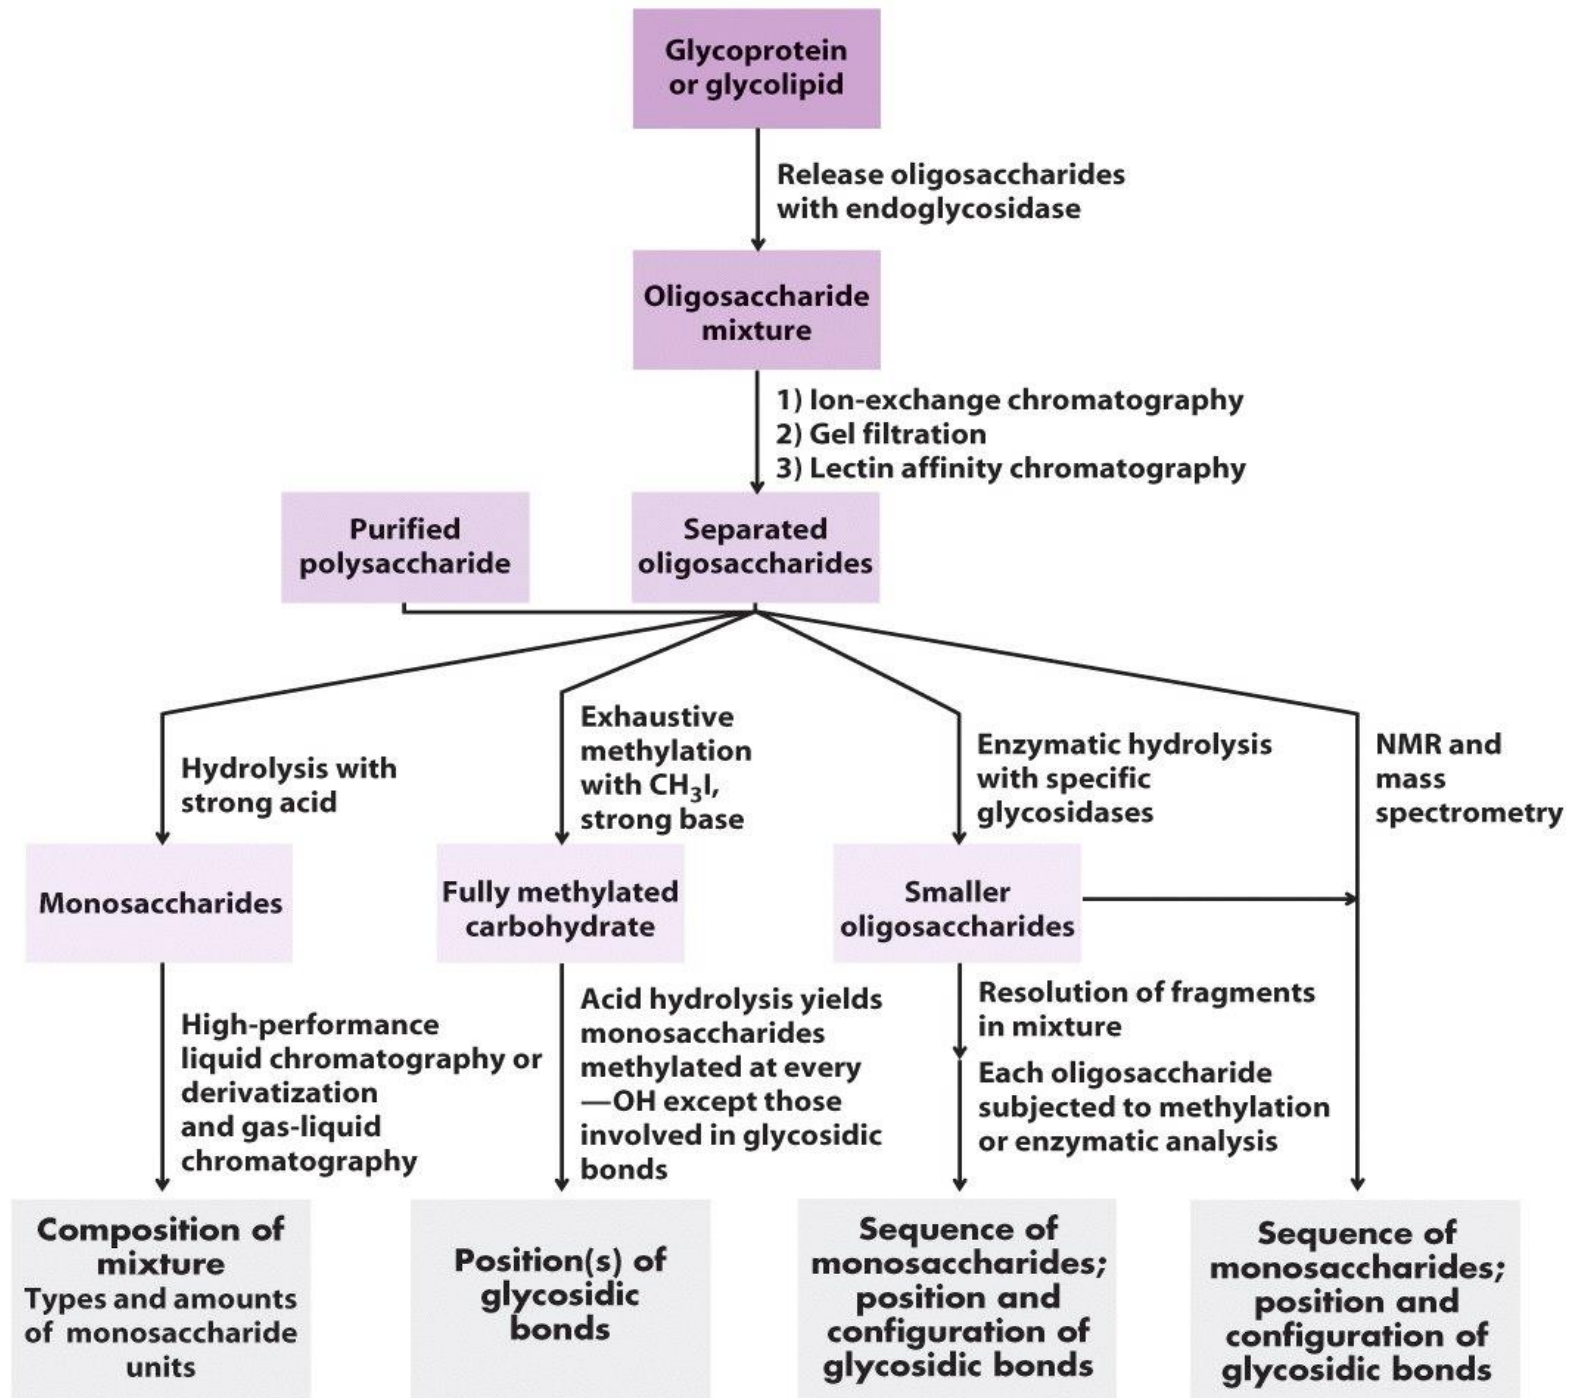 Glycoprotein
or glycolipid
Release oligosaccharides
with endoglycosidase
Oligosaccharide
mixture
1) Ion-exchange chromatography
2) Gel filtration
3) Lectin affinity chromatography
Purified
polysaccharide
Separated
oligosaccharides
Hydrolysis with
strong acid
Exhaustive
methylation
with CH₃I,
strong base
Enzymatic hydrolysis
with specific
glycosidases
NMR and
mass
spectrometry
Monosaccharides
Fully methylated
carbohydrate
Smaller
oligosaccharides
High-performance
liquid chromatography or
derivatization
and gas-liquid
chromatography
Acid hydrolysis yields
monosaccharides
methylated at every
—OH except those
involved in glycosidic
bonds
Resolution of fragments
in mixture
Each oligosaccharide
subjected to methylation
or enzymatic analysis
Composition of
mixture
Types and amounts
of monosaccharide
units
Position(s) of
glycosidic
bonds
Sequence of
monosaccharides;
position and
configuration of
glycosidic bonds
Sequence of
monosaccharides;
position and
configuration of
glycosidic bonds